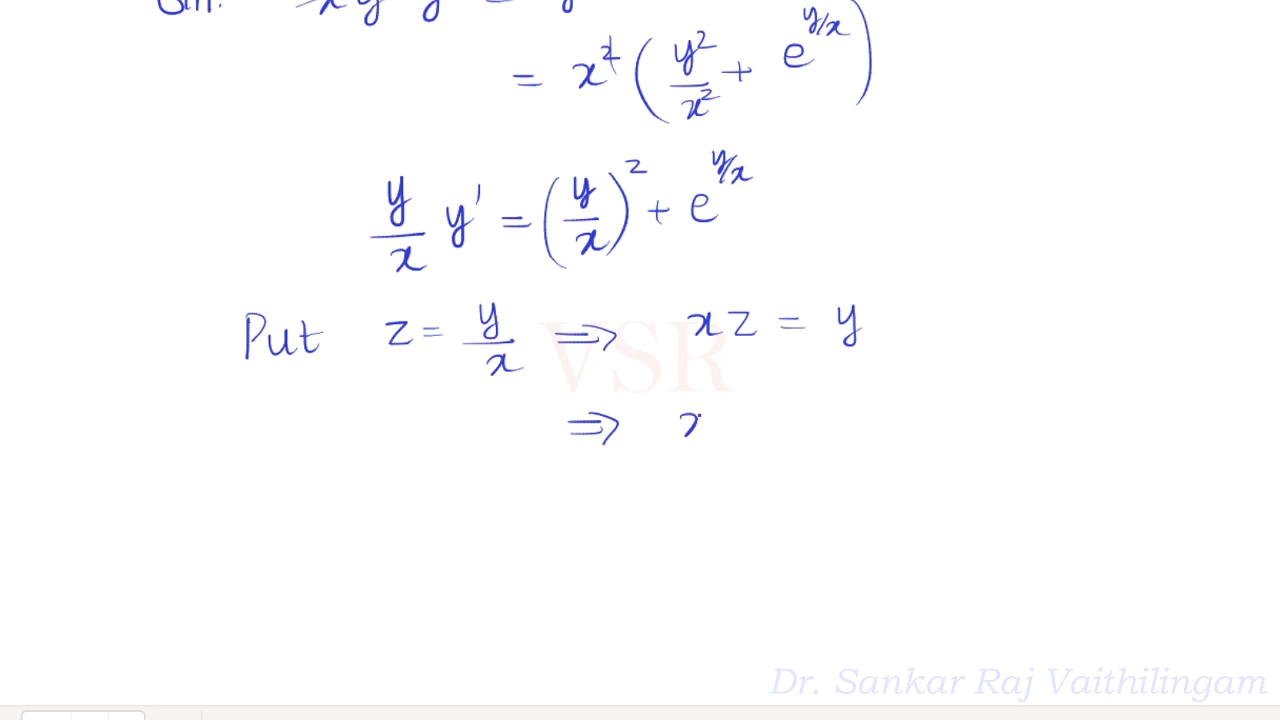 = x² ( y²/x² + e^(y/x) )
y/x y' = (y/x)² + e^(y/x)
Put z = y/x ⇒ xz = y
⇒ x
VSR
Dr. Sankar Raj Vaithilingam